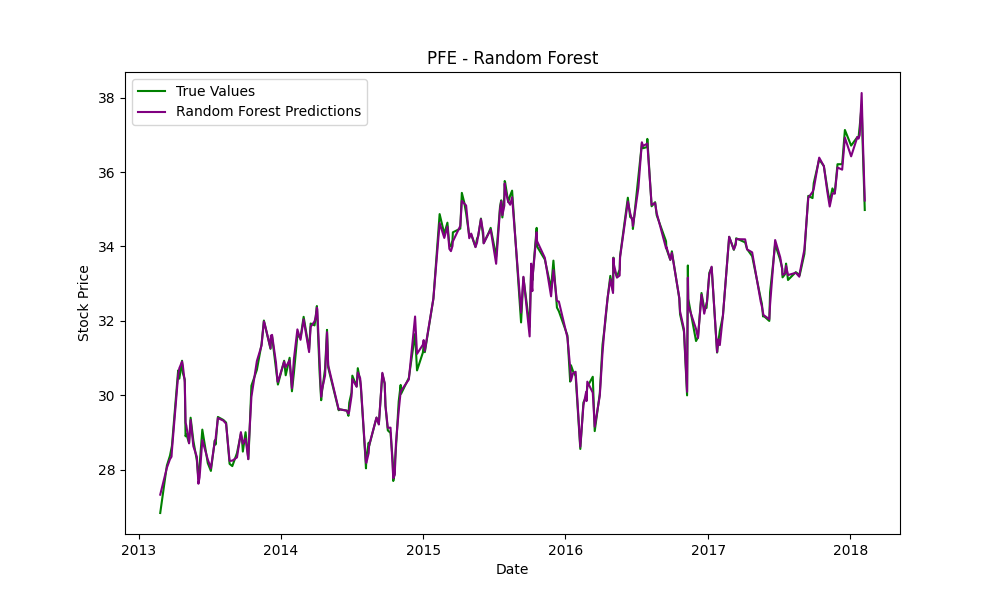 PFE - Random Forest
True Values
Random Forest Predictions
38
36
34
32
30
28
Stock Price
2013 2014 2015 2016 2017 2018
Date